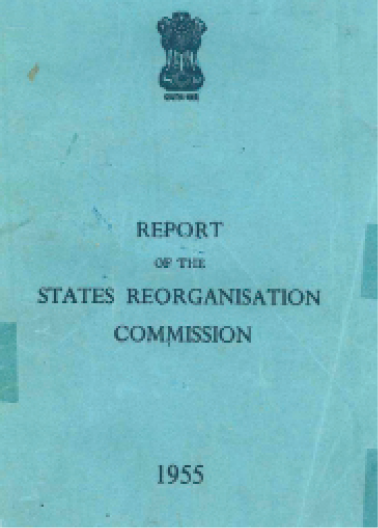 REPORT
OF THE
STATES REORGANISATION
COMMISSION
1955